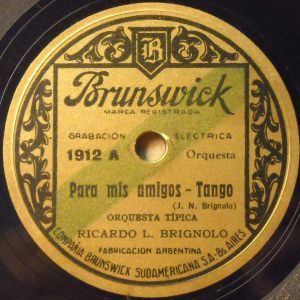 B
Brunswick
MARCA REGISTRADA
GRABACIÓN ELÉCTRICA
1912 A Orquesta
Para mis amigos - Tango
(J. N. Brignolo)
ORQUESTA TÍPICA
RICARDO L. BRIGNOLO
FABRICACIÓN ARGENTINA
COMPAÑIA BRUNSWICK SUDAMERICANA S.A.-Bs AIRES